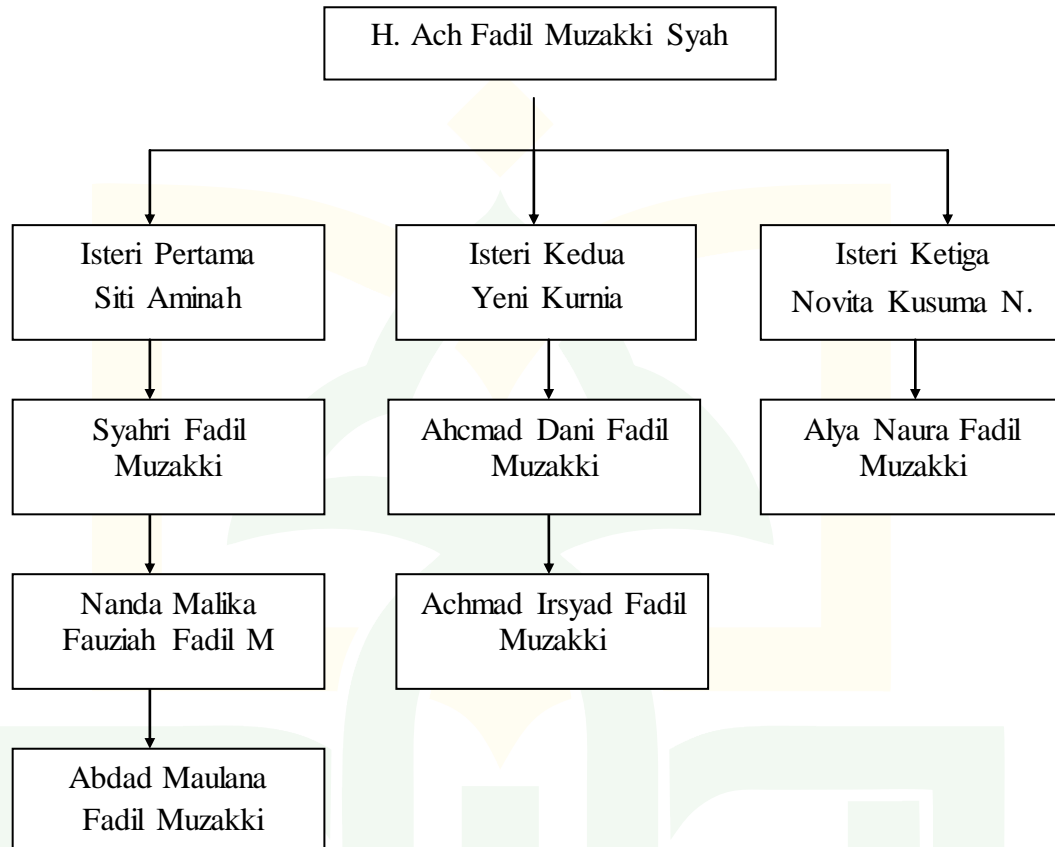 H. Ach Fadil Muzakki Syah
Isteri Pertama
Siti Aminah
Isteri Kedua
Yeni Kurnia
Isteri Ketiga
Novita Kusuma N.
Syahri Fadil
Muzakki
Ahcmad Dani Fadil
Muzakki
Alya Naura Fadil
Muzakki
Nanda Malika
Fauziah Fadil M
Achmad Irsyad Fadil
Muzakki
Abdad Maulana
Fadil Muzakki